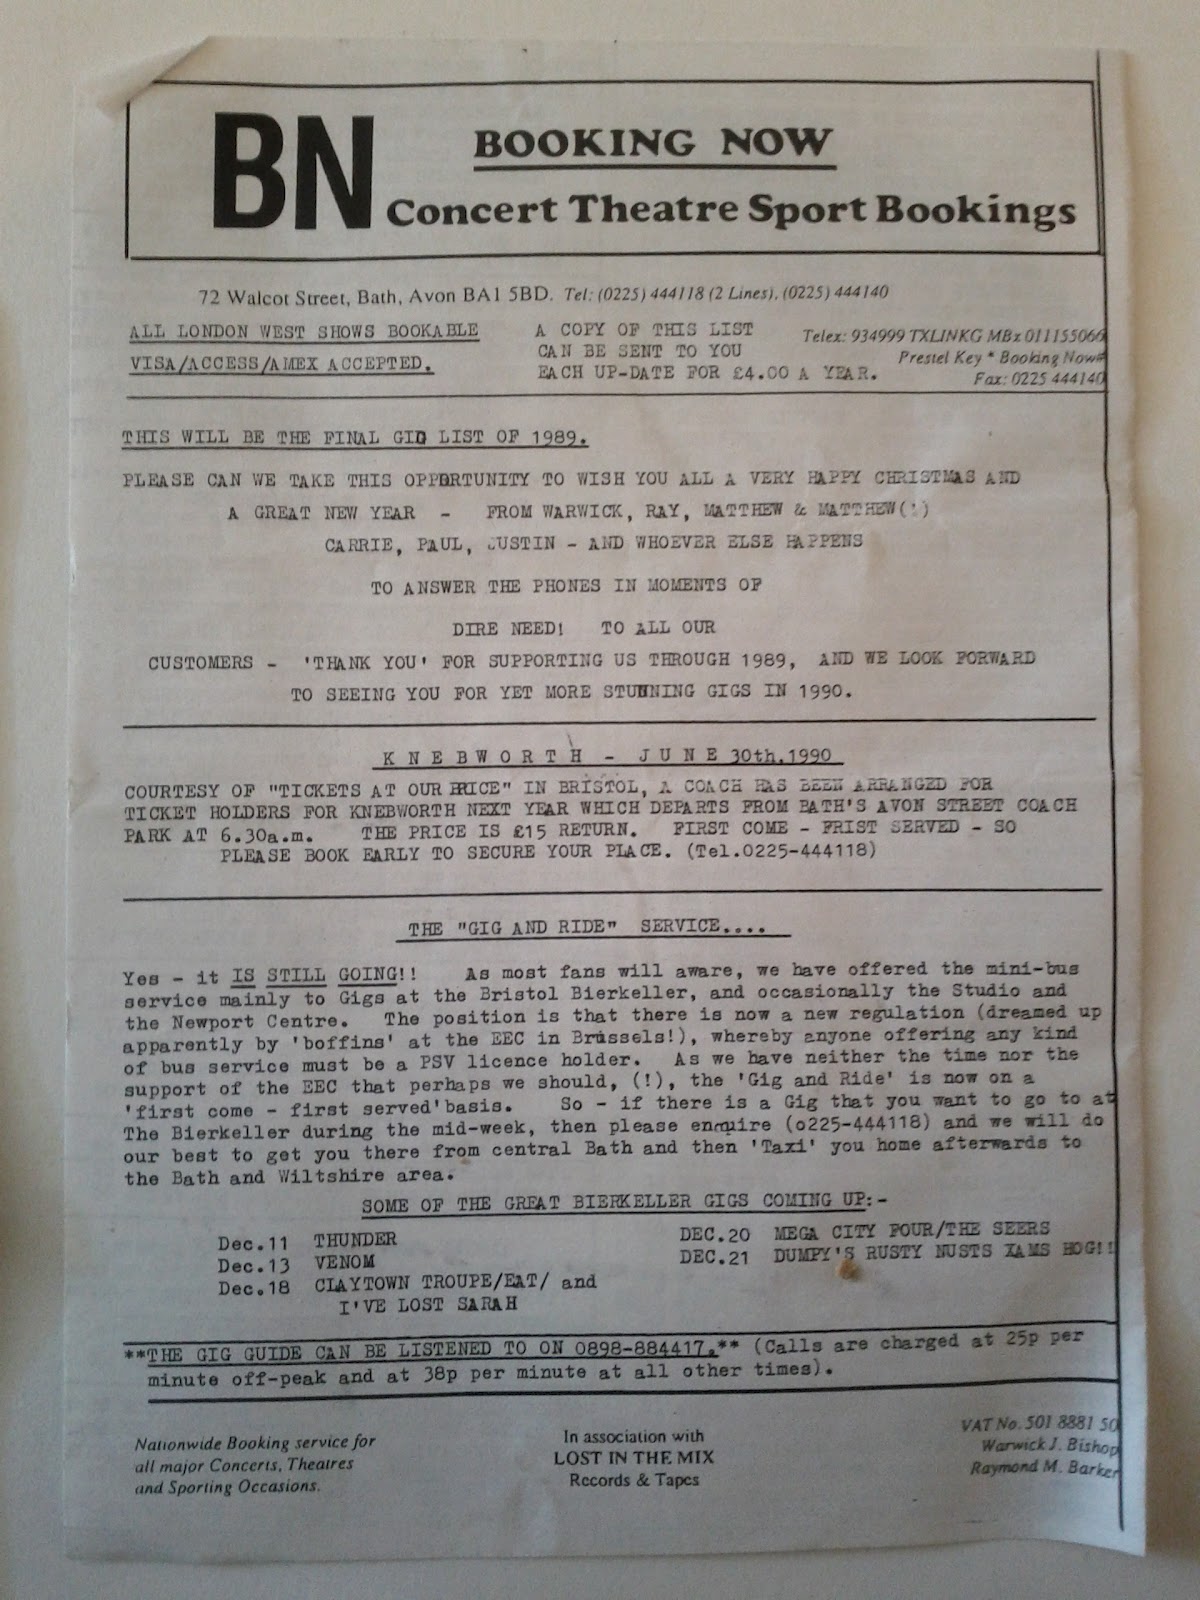 BN
BOOKING NOW
Concert Theatre Sport Bookings
72 Walcot Street, Bath, Avon BA1 5BD. Tel: (0225) 444118 (2 Lines), (0225) 444140
ALL LONDON WEST SHOWS BOOKABLE
VISA/ACCESS/AMEX ACCEPTED.
A COPY OF THIS LIST
CAN BE SENT TO YOU
EACH UP-DATE FOR £4.00 A YEAR.
Telex: 934999 TXLINKG MBx 011155066
Prestel Key * Booking Now#
Fax: 0225 444140
THIS WILL BE THE FINAL GIG LIST OF 1989.
PLEASE CAN WE TAKE THIS OPPORTUNITY TO WISH YOU ALL A VERY HAPPY CHRISTMAS AND
A GREAT NEW YEAR - FROM WARWICK, RAY, MATTHEW & MATTHEW(!)
CARRIE, PAUL, JUSTIN - AND WHOEVER ELSE HAPPENS
TO ANSWER THE PHONES IN MOMENTS OF
DIRE NEED! TO ALL OUR
CUSTOMERS - 'THANK YOU' FOR SUPPORTING US THROUGH 1989, AND WE LOOK FORWARD
TO SEEING YOU FOR YET MORE STUNNING GIGS IN 1990.
KNEBWORTH - JUNE 30th.1990
COURTESY OF "TICKETS AT OUR PRICE" IN BRISTOL, A COACH HAS BEEN ARRANGED FOR
TICKET HOLDERS FOR KNEBWORTH NEXT YEAR WHICH DEPARTS FROM BATH'S AVON STREET COACH
PARK AT 6.30a.m. THE PRICE IS £15 RETURN. FIRST COME - FRIST SERVED - SO
PLEASE BOOK EARLY TO SECURE YOUR PLACE. (Tel.0225-444118)
THE "GIG AND RIDE" SERVICE....
Yes - it IS STILL GOING!! As most fans will aware, we have offered the mini-bus
service mainly to Gigs at the Bristol Bierkeller, and occasionally the Studio and
the Newport Centre. The position is that there is now a new regulation (dreamed up
apparently by 'boffins' at the EEC in Brussels!), whereby anyone offering any kind
of bus service must be a PSV licence holder. As we have neither the time nor the
support of the EEC that perhaps we should, (!), the 'Gig and Ride' is now on a
'first come - first served'basis. So - if there is a Gig that you want to go to at
The Bierkeller during the mid-week, then please enquire (o225-444118) and we will do
our best to get you there from central Bath and then 'Taxi' you home afterwards to
the Bath and Wiltshire area.
SOME OF THE GREAT BIERKELLER GIGS COMING UP:-
Dec.11 THUNDER
Dec.13 VENOM
Dec.18 CLAYTOWN TROUPE/EAT/ and
I'VE LOST SARAH
DEC.20 MEGA CITY FOUR/THE SEERS
DEC.21 DUMPY'S RUSTY NUSTS XAMS HOG!!
**THE GIG GUIDE CAN BE LISTENED TO ON 0898-884417.** (Calls are charged at 25p per
minute off-peak and at 38p per minute at all other times).
Nationwide Booking service for
all major Concerts, Theatres
and Sporting Occasions.
In association with
LOST IN THE MIX
Records & Tapes
VAT No. 501 8881 50
Warwick J. Bishop
Raymond M. Barker